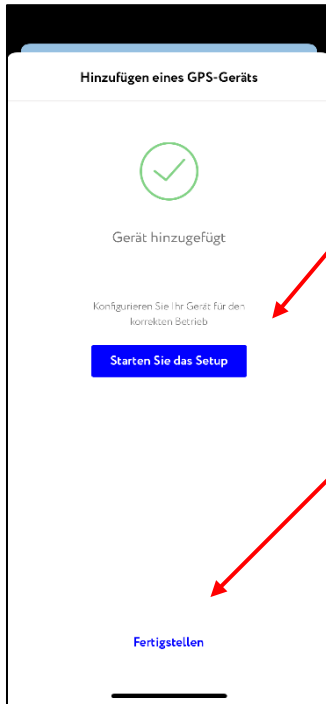 Hinzufügen eines GPS-Geräts
Gerät hinzugefügt
Konfigurieren Sie Ihr Gerät für den
korrekten Betrieb
Starten Sie das Setup
Fertigstellen